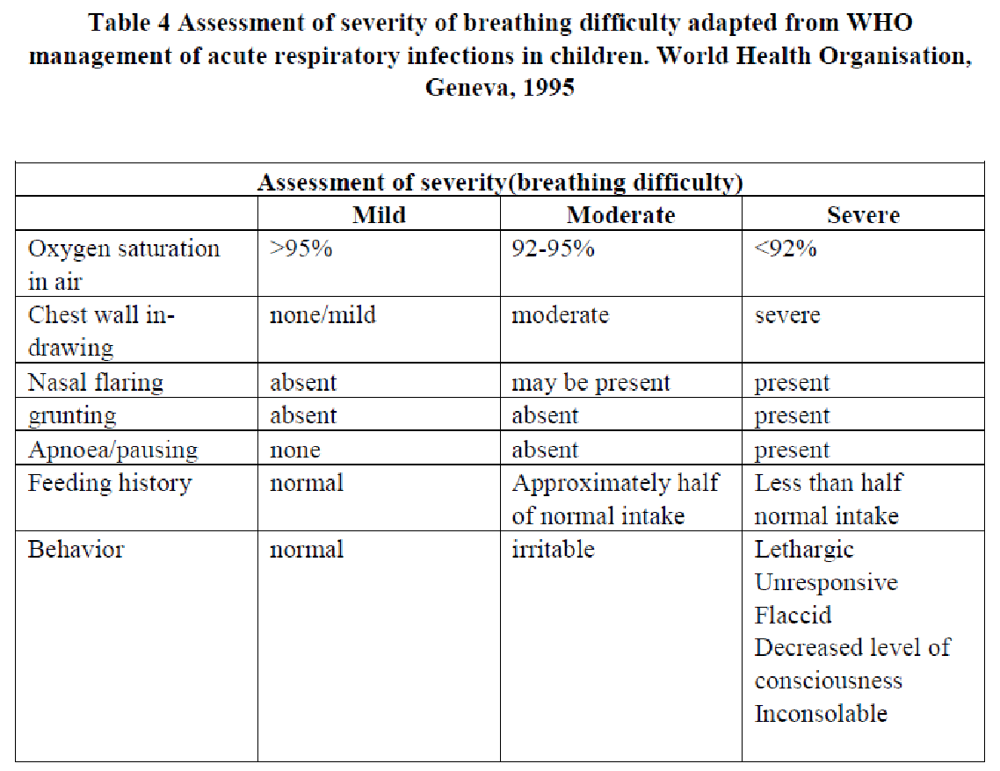 Table 4 Assessment of severity of breathing difficulty adapted from WHO
management of acute respiratory infections in children. World Health Organisation,
Geneva, 1995
Assessment of severity(breathing difficulty)
Mild Moderate Severe
Oxygen saturation >95% 92-95% <92%
in air
Chest wall in- none/mild moderate severe
drawing
Nasal flaring absent may be present present
grunting absent absent present
Apnoea/pausing none absent present
Feeding history normal Approximately half Less than half
of normal intake normal intake
Behavior normal irritable Lethargic
Unresponsive
Flaccid
Decreased level of
consciousness
Inconsolable